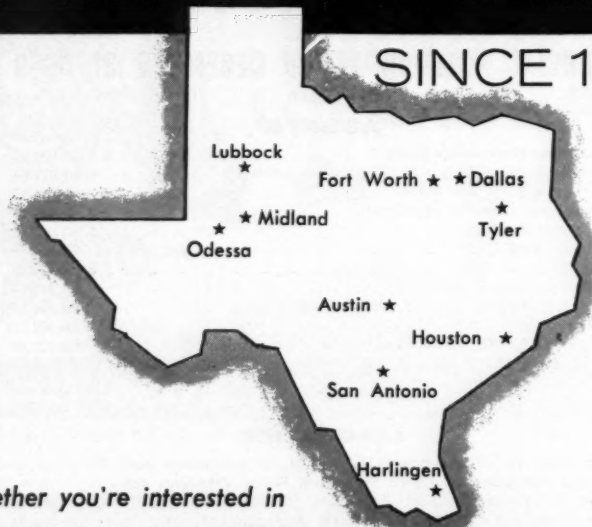 SINCE 1
Lubbock
Fort Worth Dallas
Midland
Tyler
Odessa
Austin
Houston
San Antonio
Harlingen
ether you're interested in